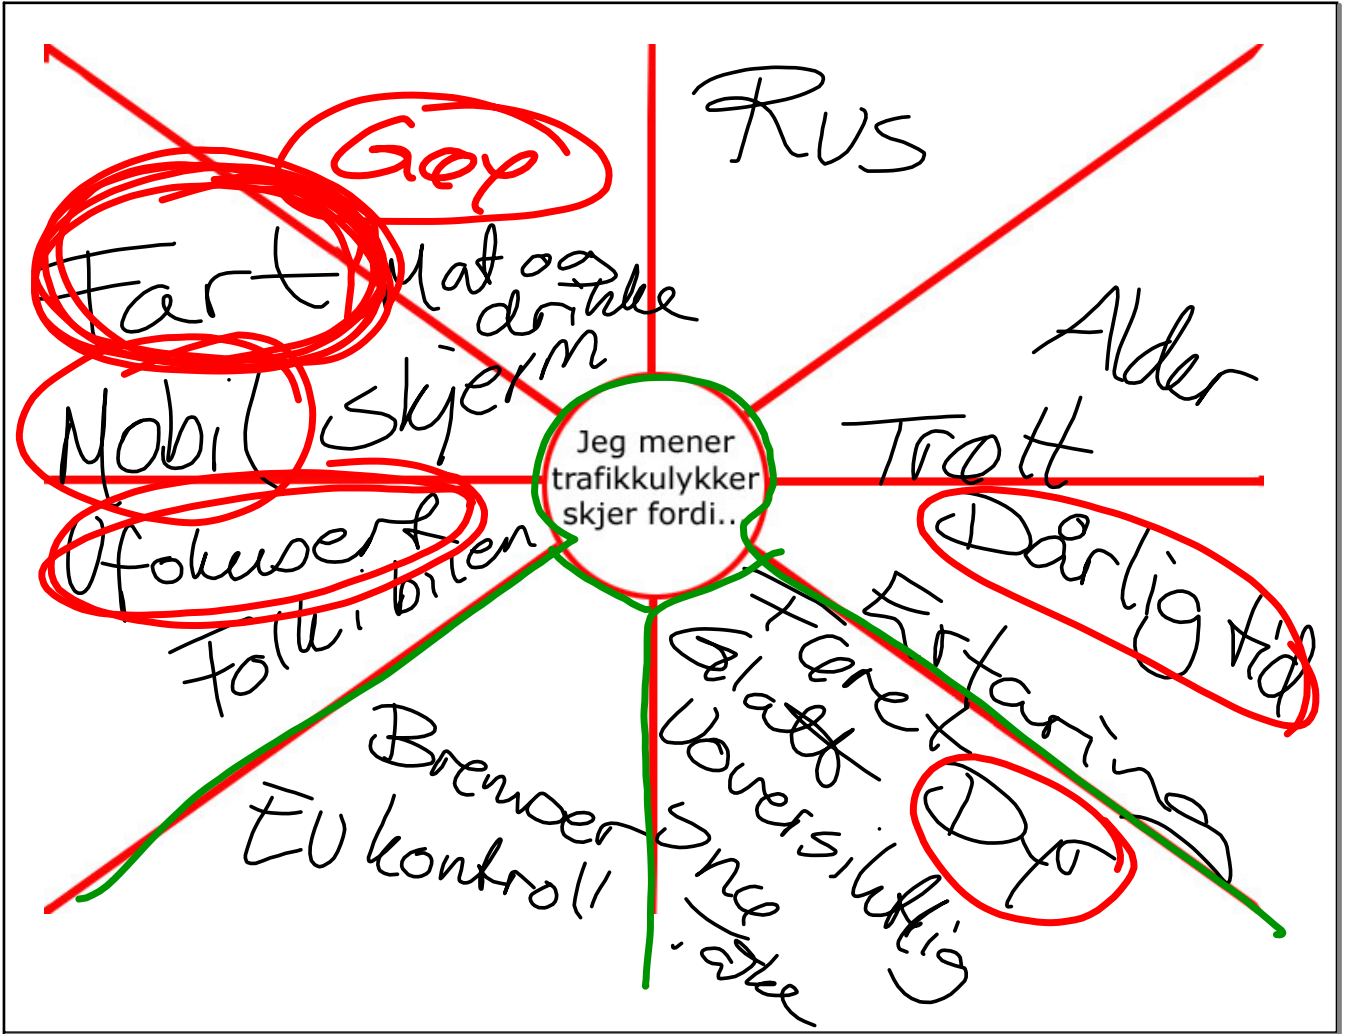 Gøy
Rus
Fart
Mat og
drikke
Alder
Mobil
Skjerm
Trøtt
Jeg mener
trafikkulykker
skjer fordi..
Ufokusert
Folk i bilen
Dårlig tid
Erfaring
Føret
Glatt
Uoversiktlig
Dyr
Bremser
EU kontroll
Snø